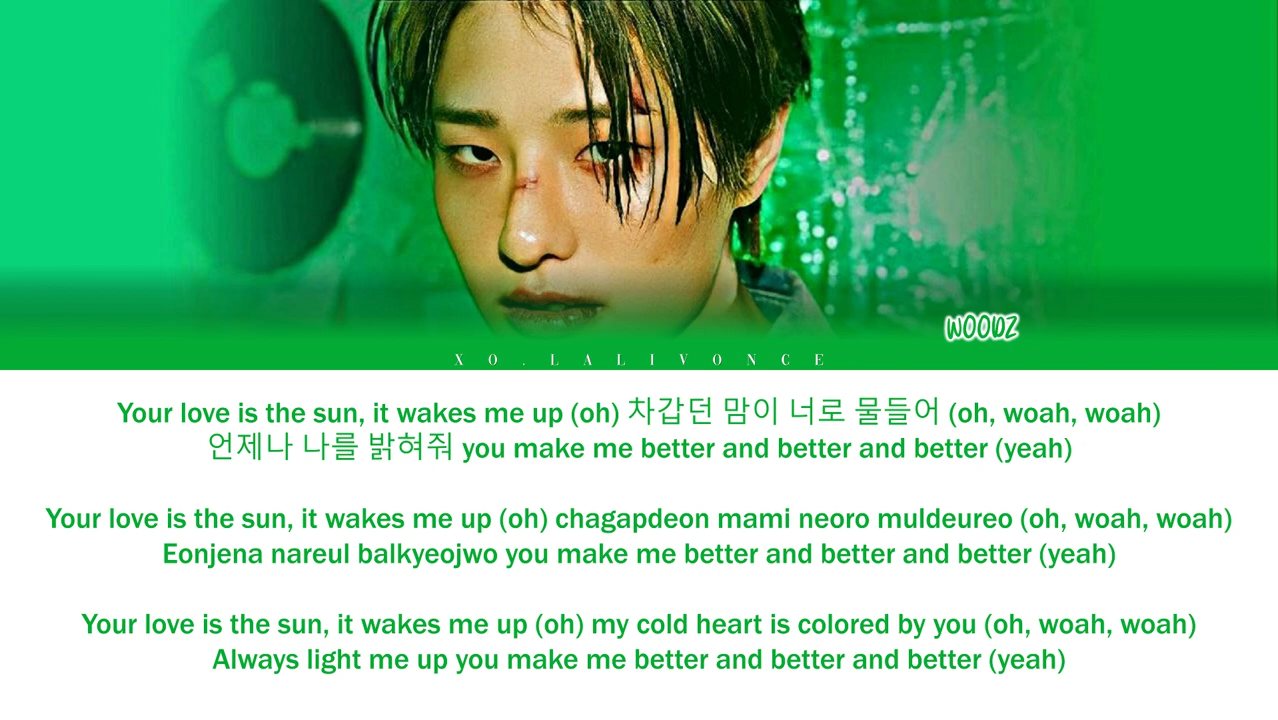 WOODZ
XO.LALIVONCE
Your love is the sun, it wakes me up (oh) 차갑던 맘이 너로 물들어 (oh, woah, woah)
언제나 나를 밝혀줘 you make me better and better and better (yeah)
Your love is the sun, it wakes me up (oh) chagapdeon mami neoro muldeureo (oh, woah, woah)
Eonjena nareul balkyeojwo you make me better and better and better (yeah)
Your love is the sun, it wakes me up (oh) my cold heart is colored by you (oh, woah, woah)
Always light me up you make me better and better and better (yeah)